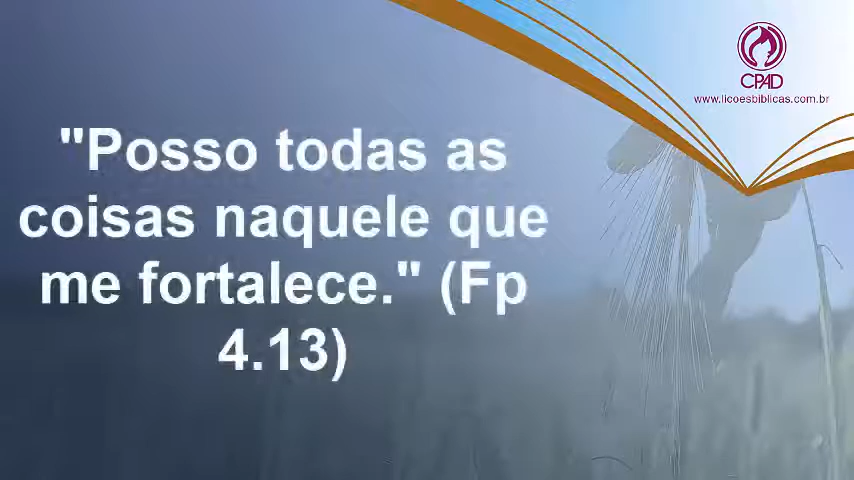 CPAD
www.licoesbiblicas.com.br
"Posso todas as
coisas naquele que
me fortalece." (Fp
4.13)